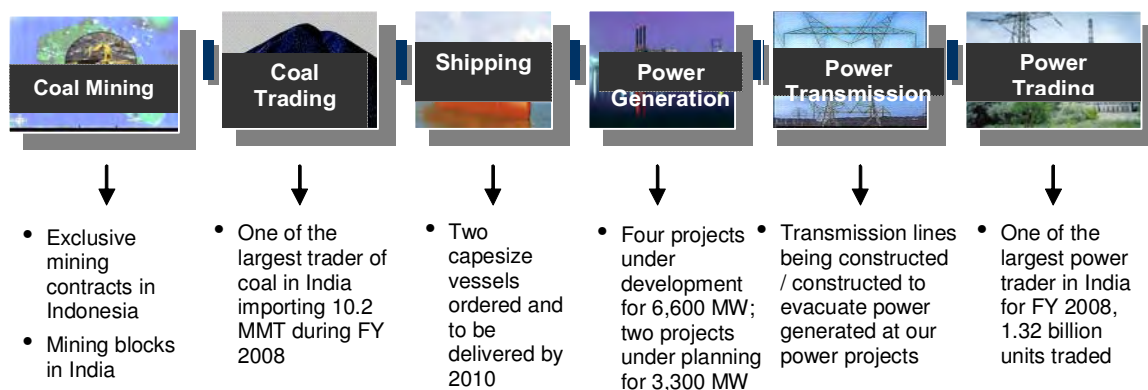 Coal Mining
Coal
Trading
Shipping
Power
Generation
Power
Transmission
Power
Trading
• Exclusive
mining
contracts in
Indonesia
• Mining blocks
in India
• One of the
largest trader of
coal in India
importing 10.2
MMT during FY
2008
• Two
capesize
vessels
ordered and to
be
delivered by
2010
• Four projects
under
development
for 6,600 MW;
two projects
under planning
for 3,300 MW
• Transmission lines
being constructed
/ constructed to
evacuate power
generated at our
power projects
• One of the
largest power
trader in India
for FY 2008,
1.32 billion
units traded